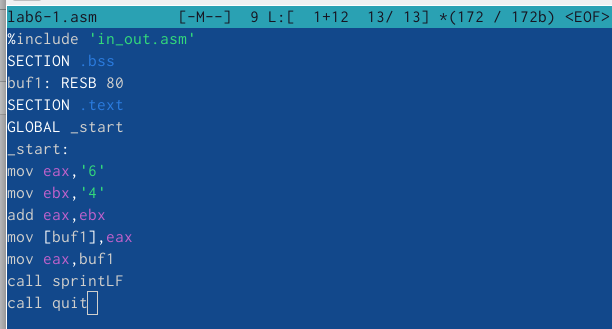 lab6-1.asm [-M--] 9 L:[ 1+12 13/ 13] *(172 / 172b) <EOF>
%include 'in_out.asm'
SECTION .bss
buf1: RESB 80
SECTION .text
GLOBAL _start
_start:
mov eax,'6'
mov ebx,'4'
add eax,ebx
mov [buf1],eax
mov eax,buf1
call sprintLF
call quit